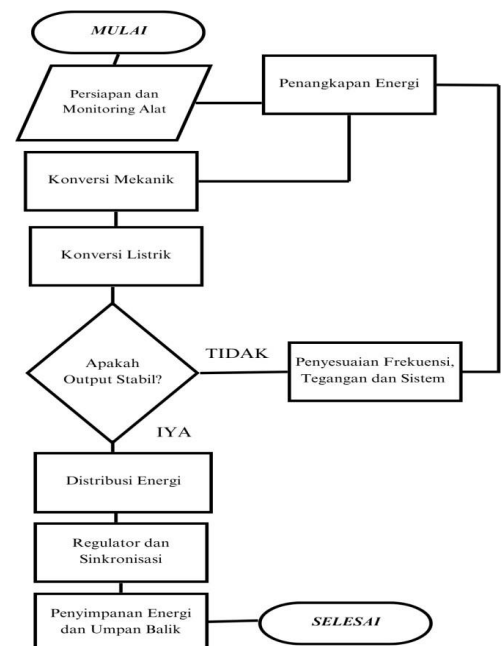 MULAI
Persiapan dan
Monitoring Alat
Penangkapan Energi
Konversi Mekanik
Konversi Listrik
Apakah
Output Stabil?
TIDAK
Penyesuaian Frekuensi,
Tegangan dan Sistem
IYA
Distribusi Energi
Regulator dan
Sinkronisasi
Penyimpanan Energi
dan Umpan Balik
SELESAI